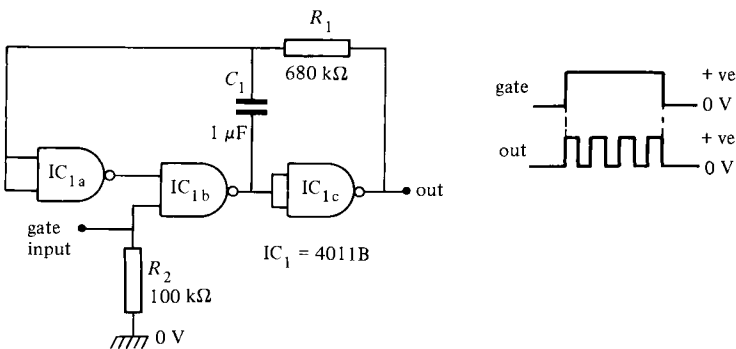 R1
680 kΩ
C1
1 µF
IC1a
IC1b
IC1c
out
gate
input
IC1 = 4011B
R2
100 kΩ
0 V
gate
+ ve
0 V
out
+ ve
0 V